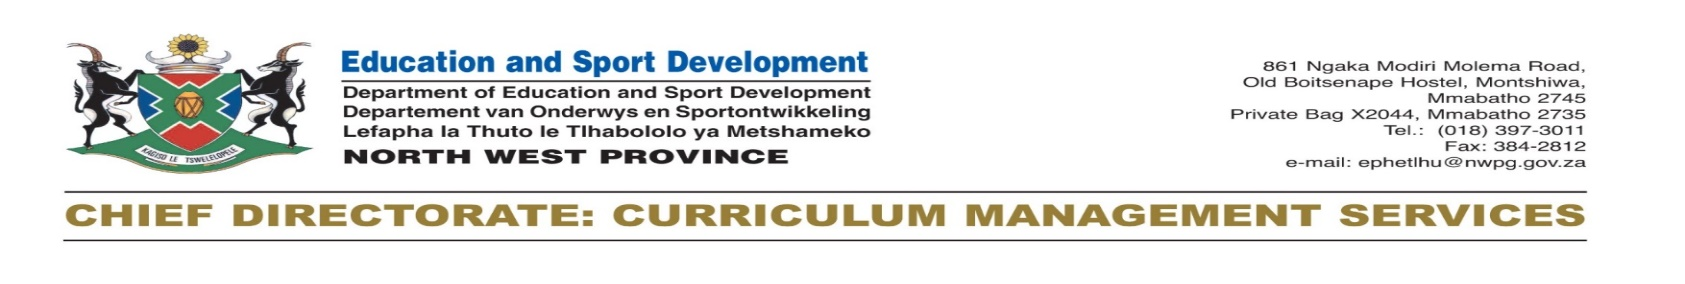 KAGISO LE TSWELELOPELE
Education and Sport Development
Department of Education and Sport Development
Departement van Onderwys en Sportontwikkeling
Lefapha la Thuto le Tlhabololo ya Metshameko
NORTH WEST PROVINCE
861 Ngaka Modiri Molema Road,
Old Boitsenape Hostel, Montshiwa,
Mmabatho 2745
Private Bag X2044, Mmabatho 2735
Tel.: (018) 397-3011
Fax: 384-2812
e-mail: ephetlhu@nwpg.gov.za
CHIEF DIRECTORATE: CURRICULUM MANAGEMENT SERVICES